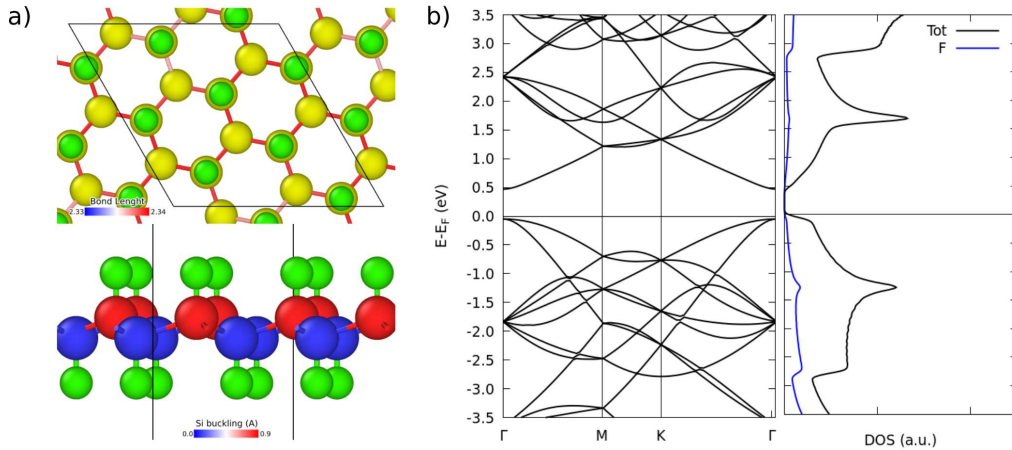 a)
Bond Lenght
2.33 2.34
Si buckling (A)
0.0 0.9
b)
E-E_F (eV)
3.5
3.0
2.5
2.0
1.5
1.0
0.5
0.0
-0.5
-1.0
-1.5
-2.0
-2.5
-3.0
-3.5
Γ M K Γ
Tot
F
DOS (a.u.)